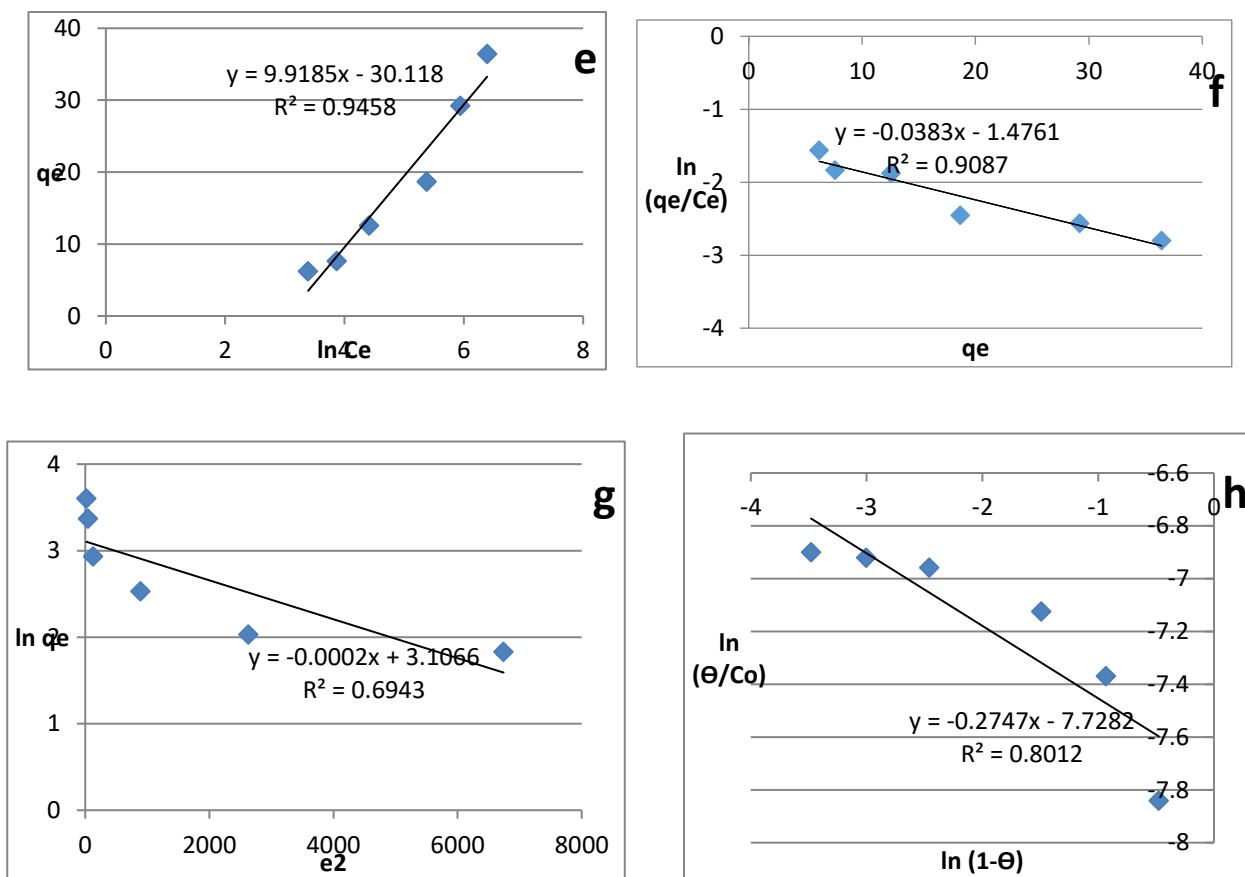 40
30
20
10
0
0
2
4
6
8
qe
ln Ce
e
y = 9.9185x - 30.118
R² = 0.9458
0
-1
-2
-3
-4
0
10
20
30
40
ln
(qe/Ce)
qe
f
y = -0.0383x - 1.4761
R² = 0.9087
4
3
2
1
0
0
2000
4000
6000
8000
ln qe
e2
g
y = -0.0002x + 3.1066
R² = 0.6943
-6.6
-6.8
-7
-7.2
-7.4
-7.6
-7.8
-8
-4
-3
-2
-1
0
ln
(Ѳ/Co)
ln (1-Ѳ)
h
y = -0.2747x - 7.7282
R² = 0.8012